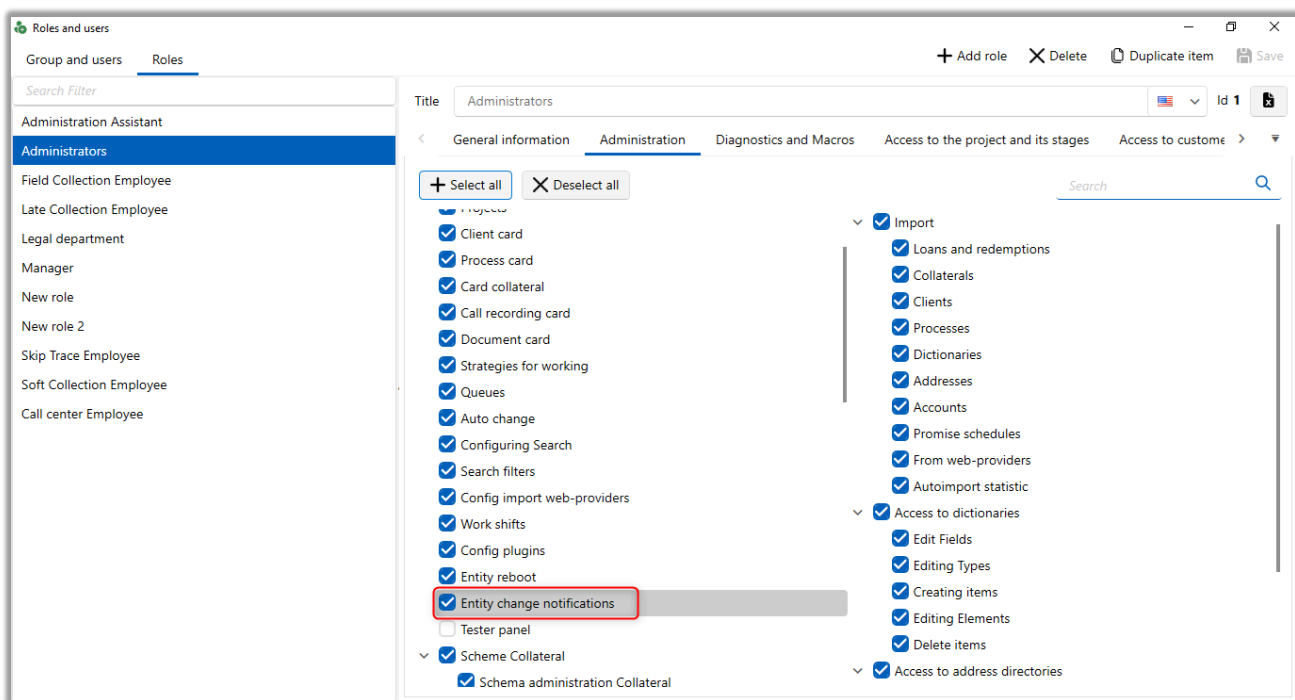 Roles and users
Group and users
Roles
Add role
Delete
Duplicate item
Save
Search Filter
Administration Assistant
Administrators
Field Collection Employee
Late Collection Employee
Legal department
Manager
New role
New role 2
Skip Trace Employee
Soft Collection Employee
Call center Employee
Title
Administrators
Id 1
General information
Administration
Diagnostics and Macros
Access to the project and its stages
Access to custome
Select all
Deselect all
Search
Projects
Client card
Process card
Card collateral
Call recording card
Document card
Strategies for working
Queues
Auto change
Configuring Search
Search filters
Config import web-providers
Work shifts
Config plugins
Entity reboot
Entity change notifications
Tester panel
Scheme Collateral
Schema administration Collateral
Import
Loans and redemptions
Collaterals
Clients
Processes
Dictionaries
Addresses
Accounts
Promise schedules
From web-providers
Autoimport statistic
Access to dictionaries
Edit Fields
Editing Types
Creating items
Editing Elements
Delete items
Access to address directories